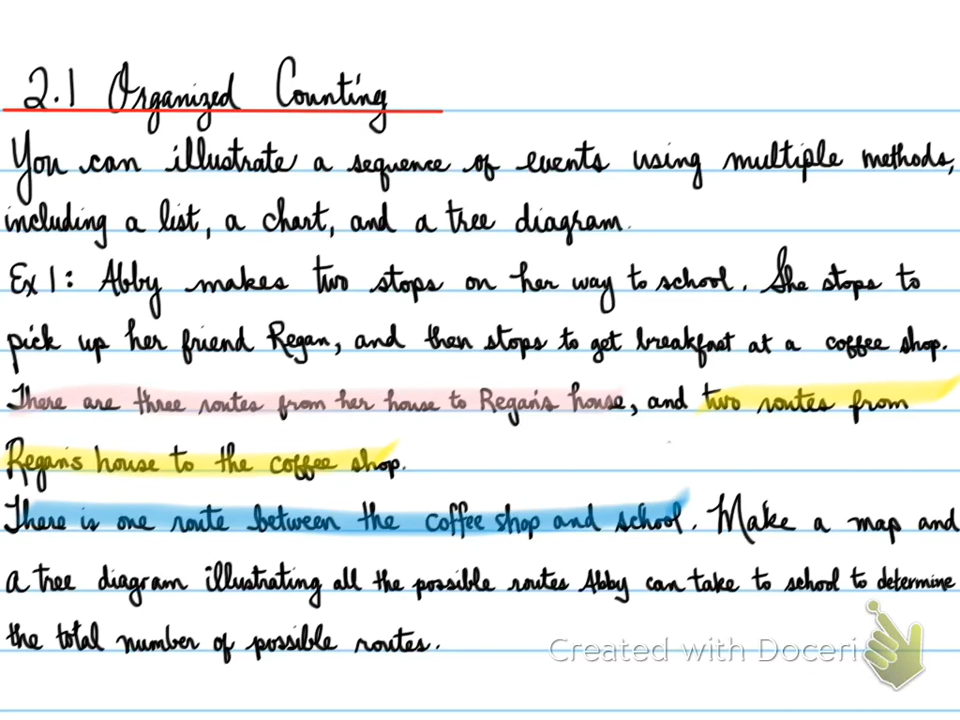 2.1 Organized Counting
You can illustrate a sequence of events using multiple methods,
including a list, a chart, and a tree diagram.
Ex 1: Abby makes two stops on her way to school. She stops to
pick up her friend Regan, and then stops to get breakfast at a coffee shop.
There are three routes from her house to Regan's house, and two routes from
Regan's house to the coffee shop.
There is one route between the coffee shop and school. Make a map and
a tree diagram illustrating all the possible routes Abby can take to school to determine
the total number of possible routes.
Created with Doceri